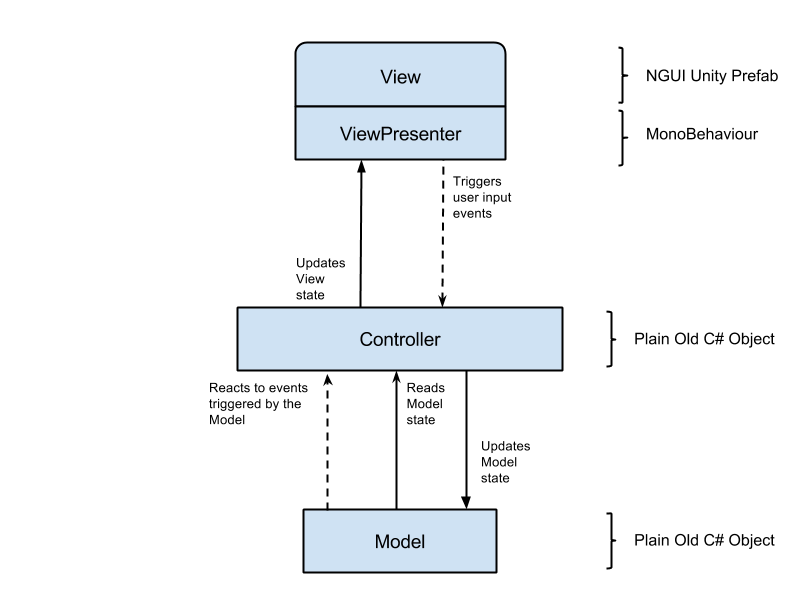 View
NGUI Unity Prefab
ViewPresenter
MonoBehaviour
Triggers
user input
events
Updates
View
state
Controller
Plain Old C# Object
Reacts to events
triggered by the
Model
Reads
Model
state
Updates
Model
state
Model
Plain Old C# Object